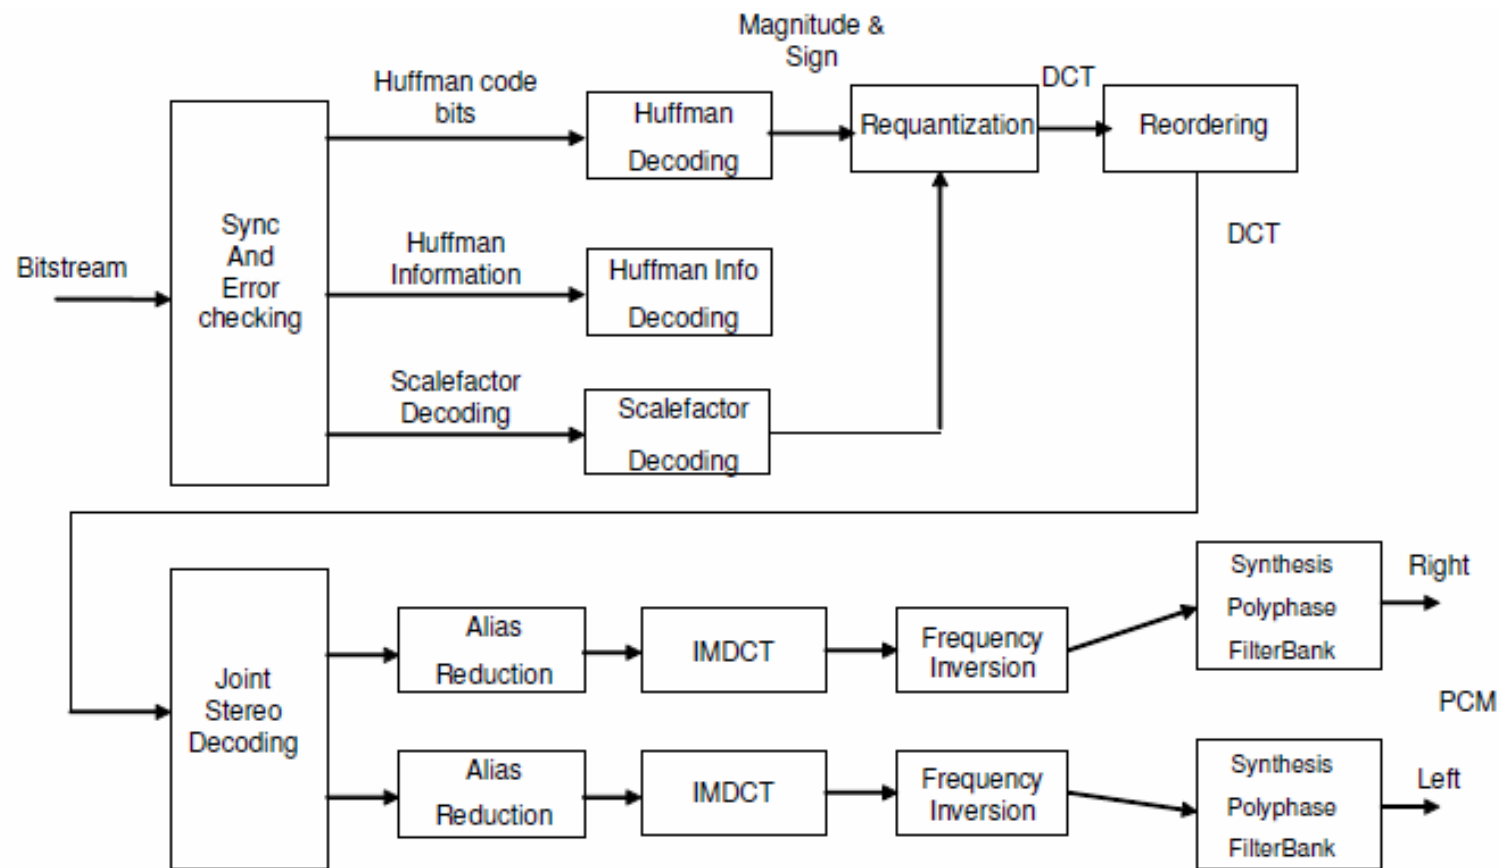 Magnitude &
Sign
Huffman code
bits
DCT
Huffman
Decoding
Requantization
Reordering
Sync
And
Error
checking
Bitstream
Huffman
Information
Huffman Info
Decoding
DCT
Scalefactor
Decoding
Scalefactor
Decoding
Joint
Stereo
Decoding
Alias
Reduction
IMDCT
Frequency
Inversion
Synthesis
Polyphase
FilterBank
Right
PCM
Alias
Reduction
IMDCT
Frequency
Inversion
Synthesis
Polyphase
FilterBank
Left